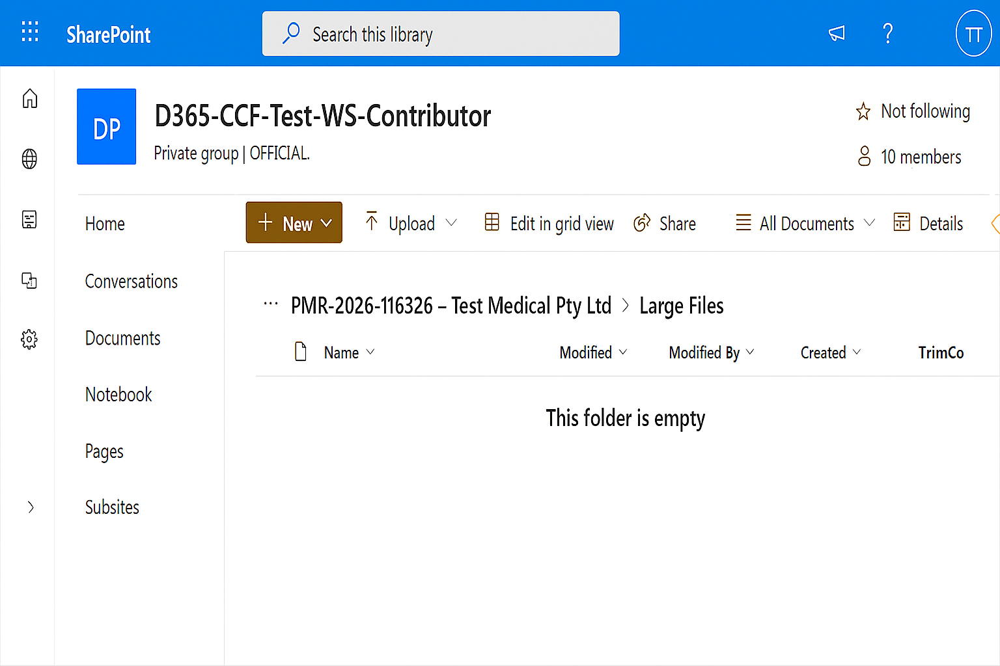 SharePoint
Search this library
?
TT
DP
D365-CCF-Test-WS-Contributor
Private group | OFFICIAL.
Not following
10 members
Home
Conversations
Documents
Notebook
Pages
Subsites
+ New
Upload
Edit in grid view
Share
All Documents
Details
··· PMR-2026-116326 – Test Medical Pty Ltd > Large Files
Name
Modified
Modified By
Created
TrimCo
This folder is empty